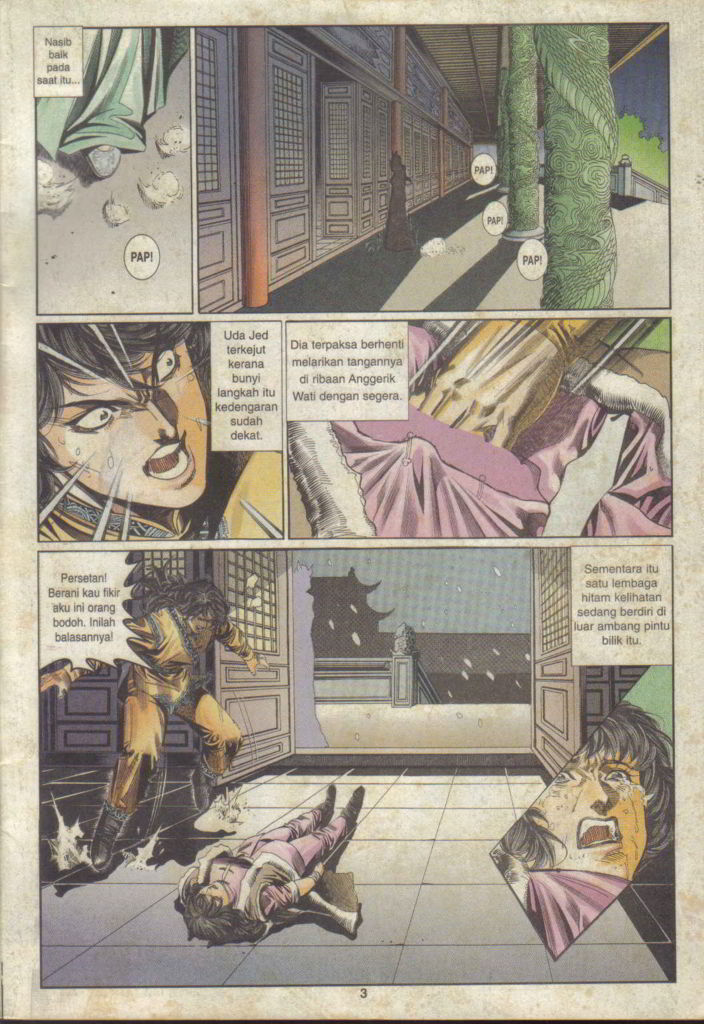 Nasib
baik
pada
saat itu...
PAP!
PAP!
PAP!
PAP!
Uda Jed
terkejut
kerana
bunyi
langkah itu
kedengaran
sudah
dekat.
Dia terpaksa berhenti
melarikan tangannya
di ribaan Anggerik
Wati dengan segera.
Persetan!
Berani kau fikir
aku ini orang
bodoh. Inilah
balasannya!
Sementara itu
satu lembaga
hitam kelihatan
sedang berdiri di
luar ambang pintu
bilik itu.
3